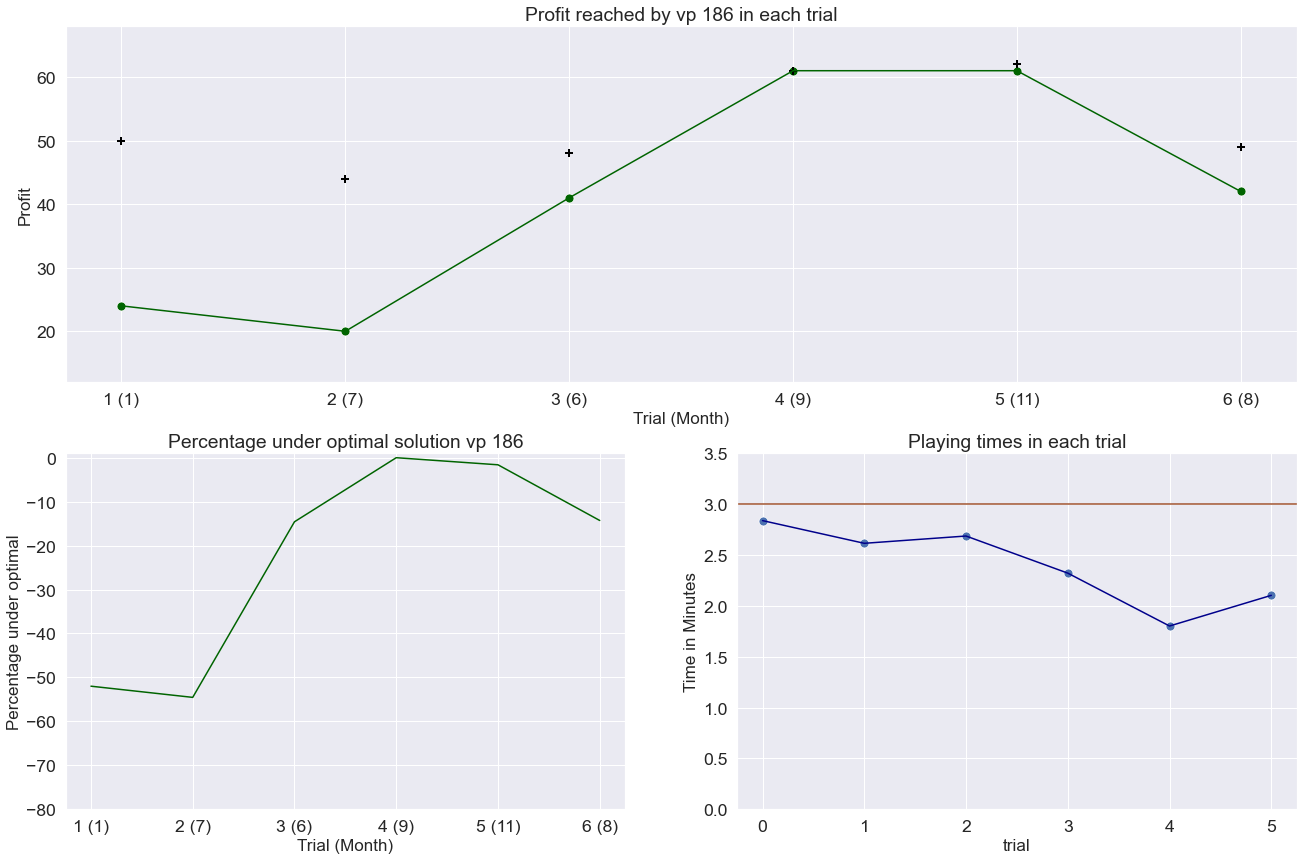 Profit reached by vp 186 in each trial
Profit
60
50
40
30
20
1 (1) 2 (7) 3 (6) 4 (9) 5 (11) 6 (8)
Trial (Month)
Percentage under optimal solution vp 186
Percentage under optimal
0
−10
−20
−30
−40
−50
−60
−70
−80
1 (1) 2 (7) 3 (6) 4 (9) 5 (11) 6 (8)
Trial (Month)
Playing times in each trial
Time in Minutes
3.5
3.0
2.5
2.0
1.5
1.0
0.5
0.0
0 1 2 3 4 5
trial